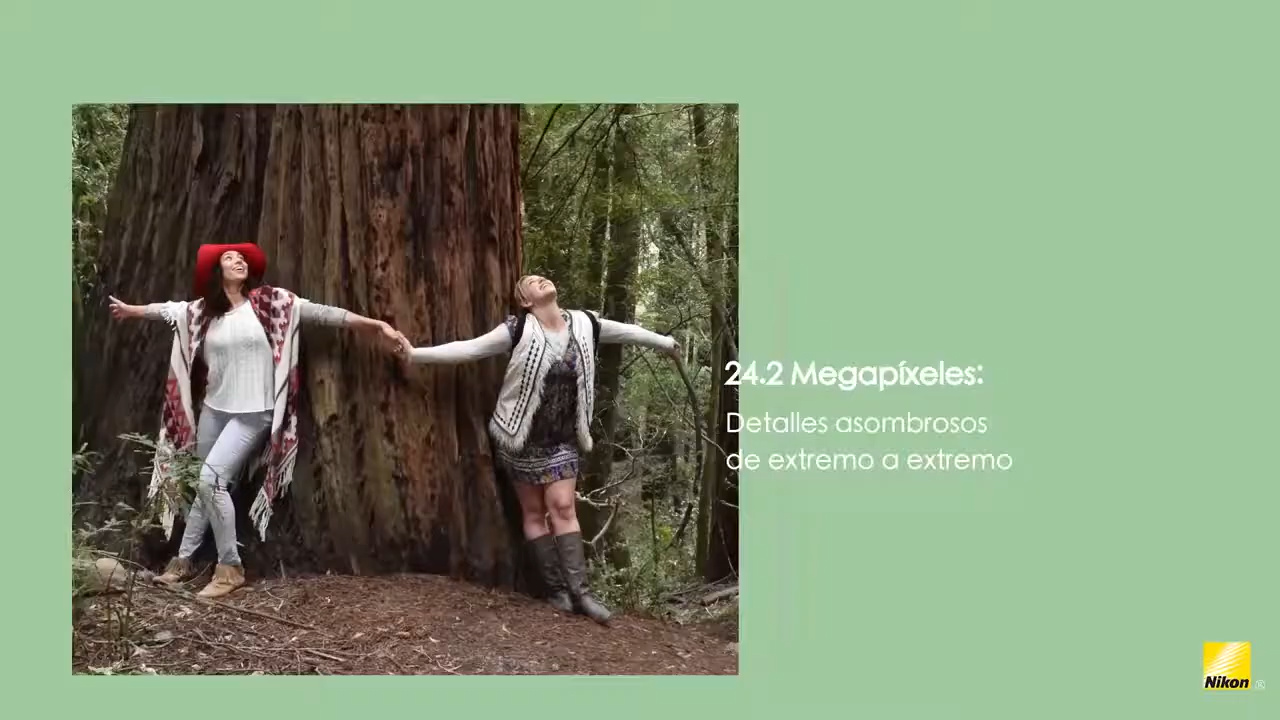 24.2 Megapíxeles:
Detalles asombrosos
de extremo a extremo
Nikon ®